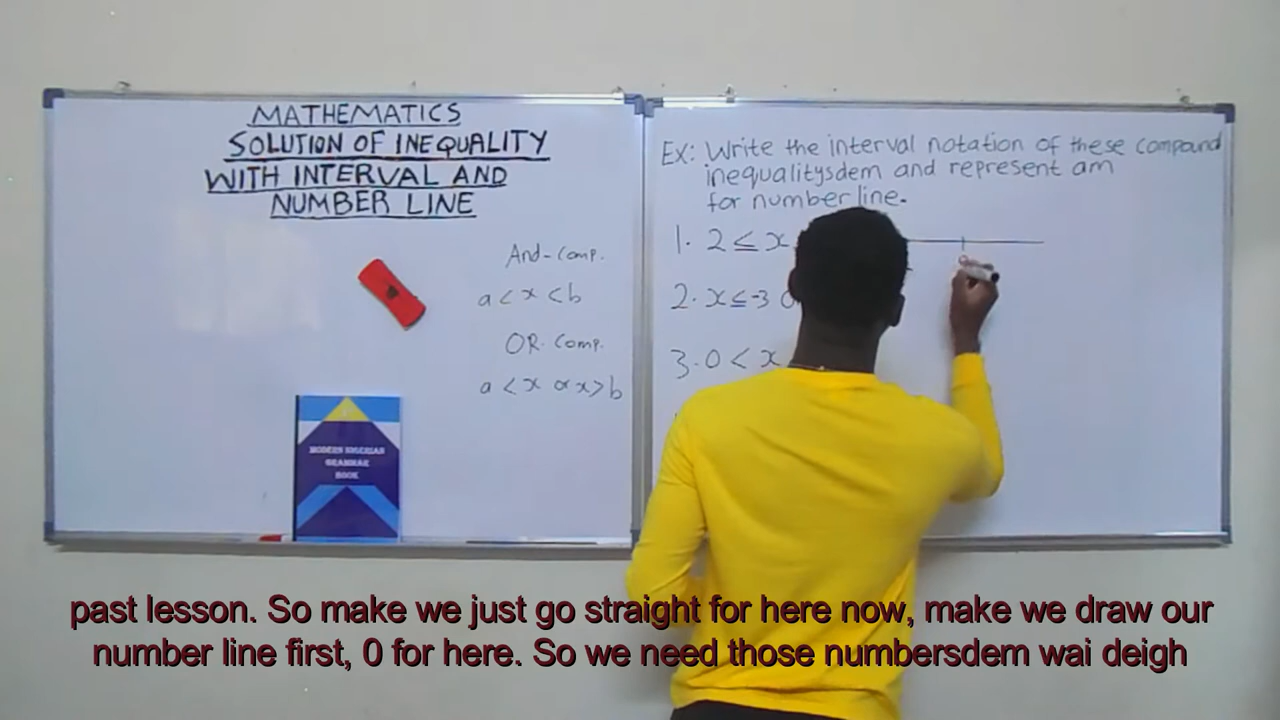 MATHEMATICS
SOLUTION OF INEQUALITY
WITH INTERVAL AND
NUMBER LINE
And-comp.
a < x < b
OR. Comp.
a < x or x > b
MODERN NIGERIAN
GRAMMAR
BOOK
Ex: Write the interval notation of these compound
inequalitysdem and represent am
for number line.
1. 2 ≤ x
2. x ≤ -3
3. 0 < x
past lesson. So make we just go straight for here now, make we draw our
number line first, 0 for here. So we need those numbersdem wai deigh